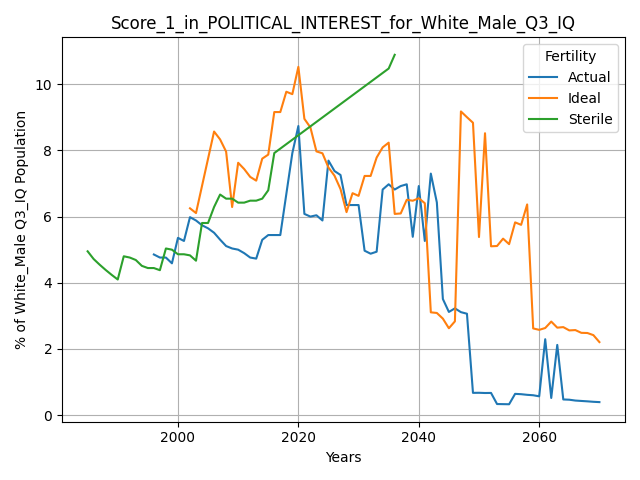 Score_1_in_POLITICAL_INTEREST_for_White_Male_Q3_IQ
% of White_Male Q3_IQ Population
10
8
6
4
2
0
Fertility
Actual
Ideal
Sterile
2000
2020
2040
2060
Years